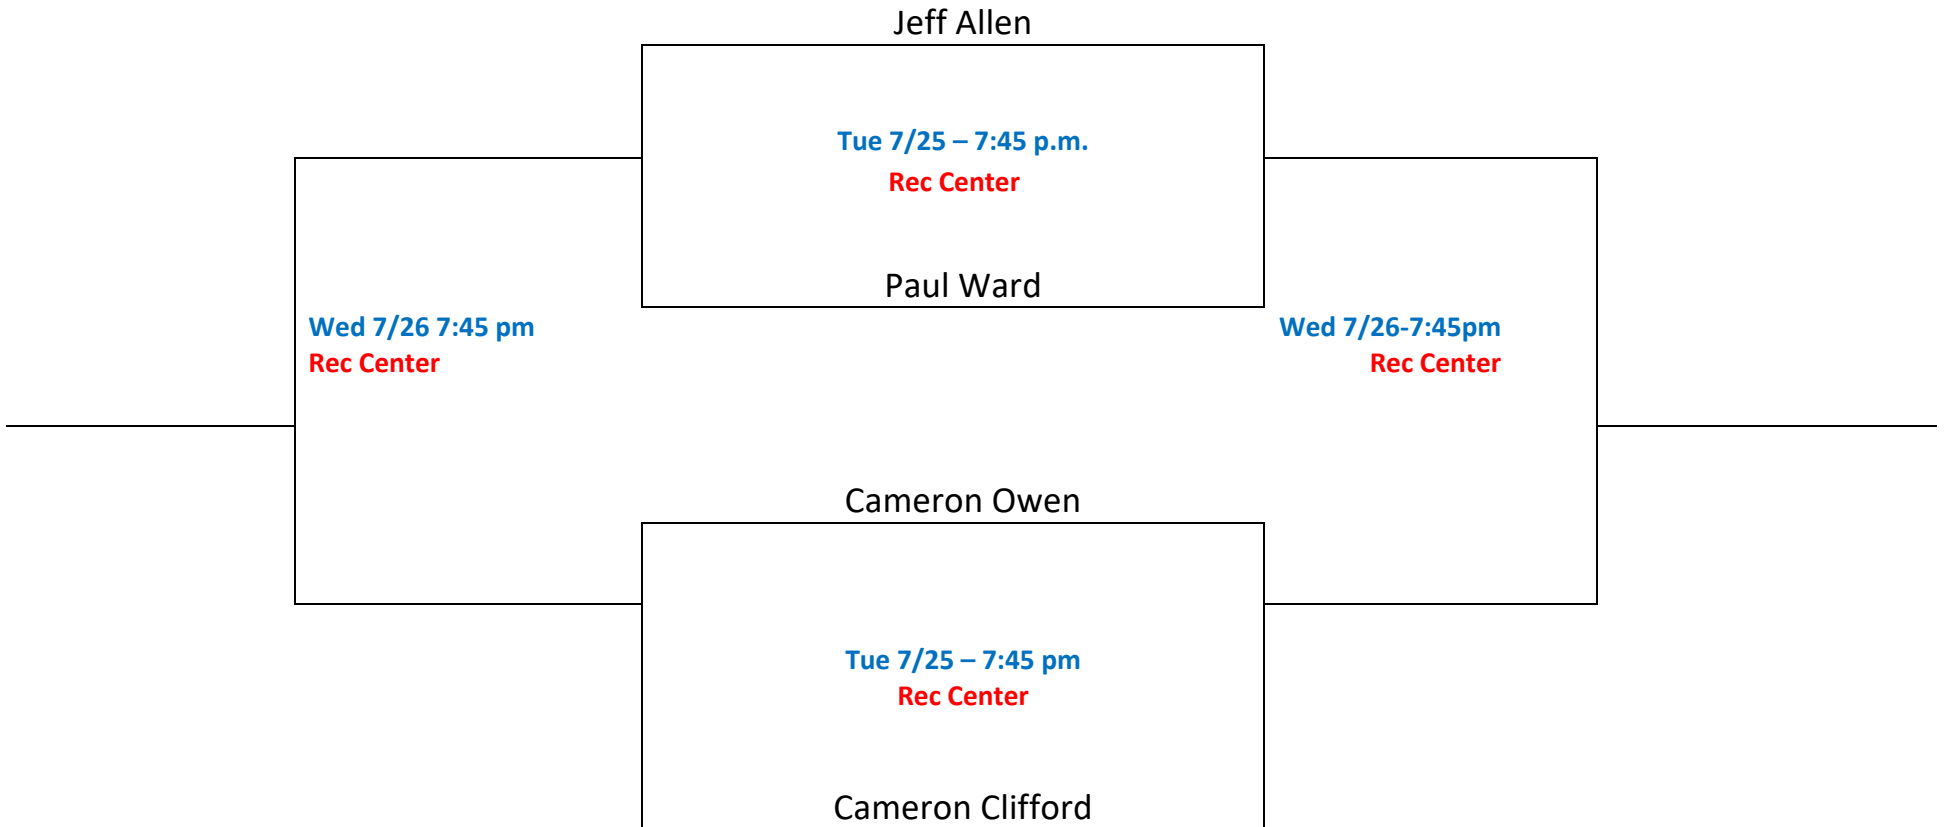 Jeff Allen
Tue 7/25 – 7:45 p.m.
Rec Center
Paul Ward
Wed 7/26 7:45 pm
Rec Center
Wed 7/26-7:45pm
Rec Center
Cameron Owen
Tue 7/25 – 7:45 pm
Rec Center
Cameron Clifford